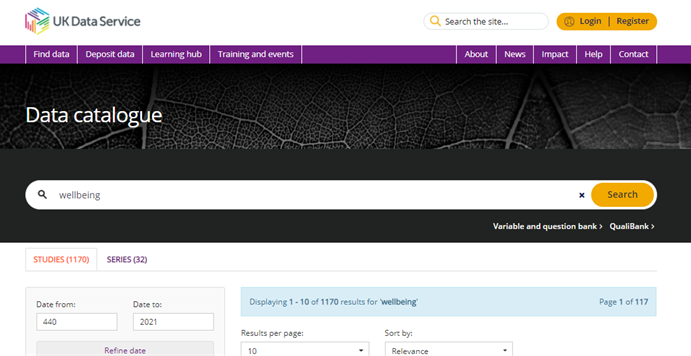 UK Data Service
Search the site...
Login | Register
Find data
Deposit data
Learning hub
Training and events
About
News
Impact
Help
Contact
Data catalogue
wellbeing
Search
Variable and question bank
QualiBank
STUDIES (1170)
SERIES (32)
Date from:
Date to:
440
2021
Refine date
Displaying 1 - 10 of 1170 results for 'wellbeing'
Page 1 of 117
Results per page:
Sort by:
10
Relevance